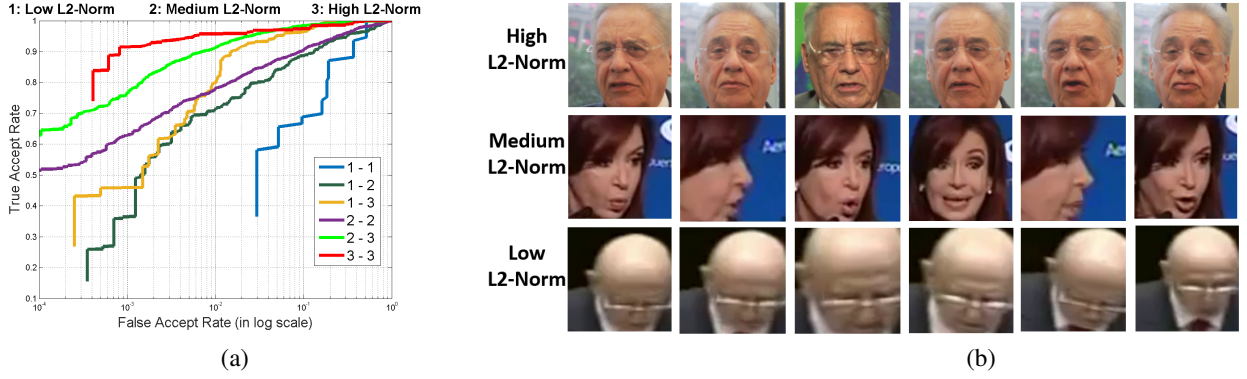 1: Low L2-Norm 2: Medium L2-Norm 3: High L2-Norm
True Accept Rate
1
0.9
0.8
0.7
0.6
0.5
0.4
0.3
0.2
0.1
1 - 1
1 - 2
1 - 3
2 - 2
2 - 3
3 - 3
10^-4 10^-3 10^-2 10^-1 10^0
False Accept Rate (in log scale)
(a)
High
L2-Norm
Medium
L2-Norm
Low
L2-Norm
(b)